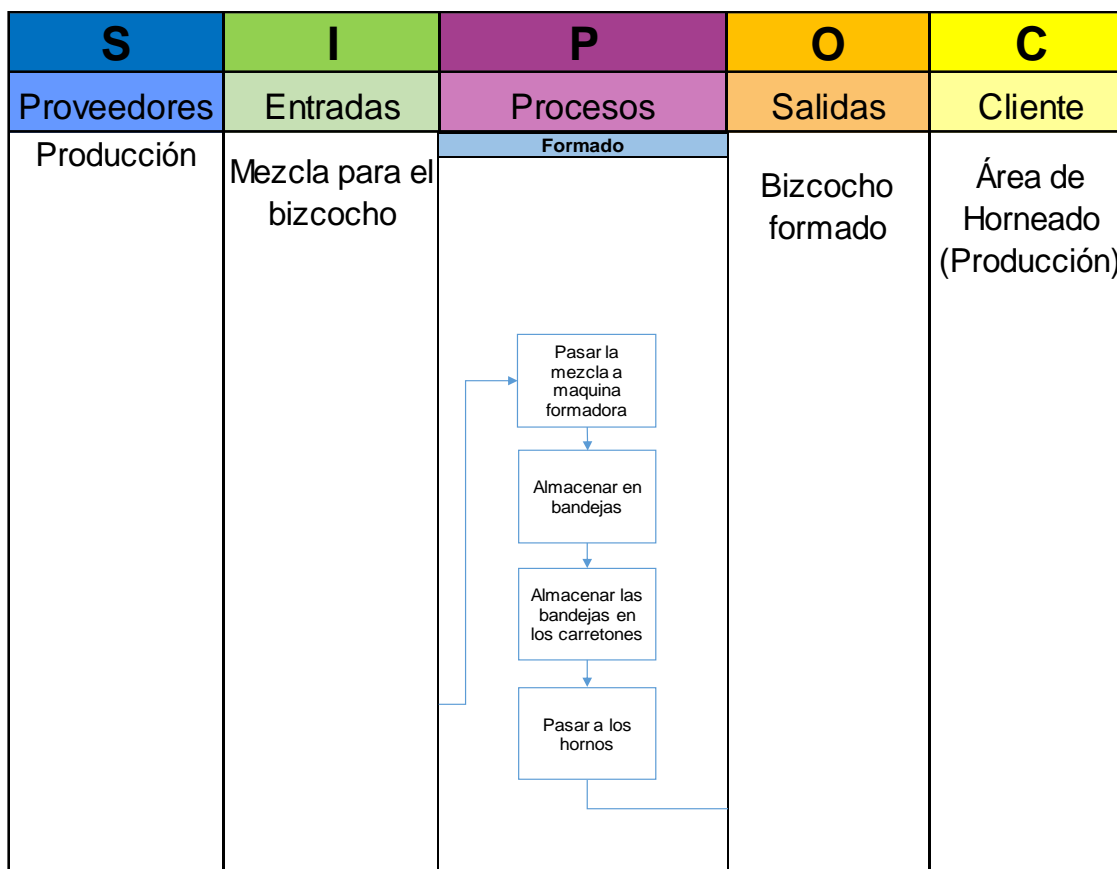 S
I
P
O
C
Proveedores
Entradas
Procesos
Salidas
Cliente
Producción
Mezcla para el
bizcocho
Formado
Pasar la
mezcla a
maquina
formadora
Almacenar en
bandejas
Almacenar las
bandejas en
los carretones
Pasar a los
hornos
Bizcocho
formado
Área de
Horneado
(Producción)